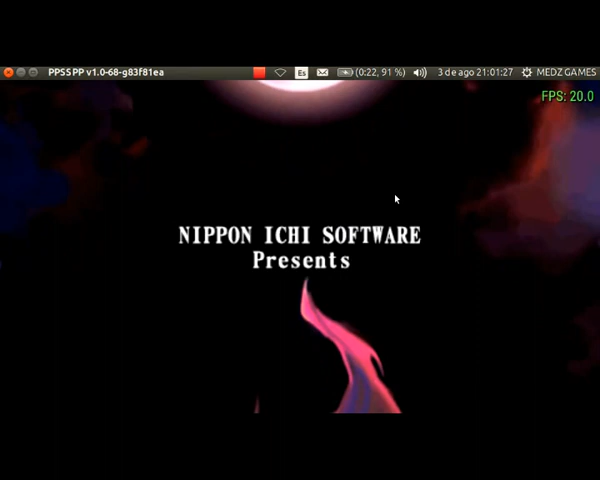 PPSSPP v1.0-68-g83f81ea
Es
(0:22, 91 %)
3 de ago 21:01:27
MEDZ GAMES
FPS: 20.0
NIPPON ICHI SOFTWARE
Presents